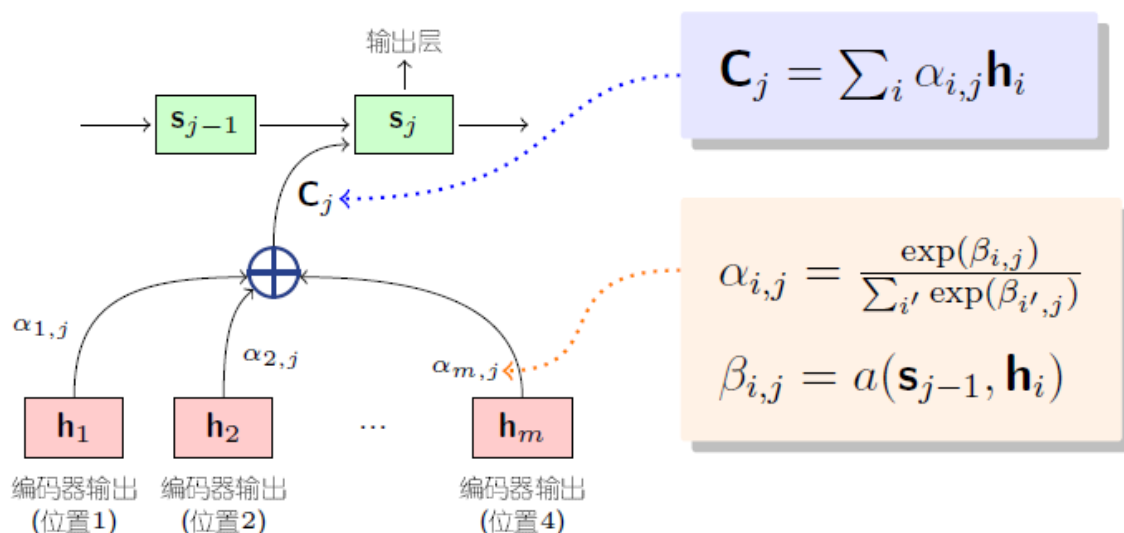 输出层
s_{j−1}
s_j
C_j
α_{1,j}
α_{2,j}
α_{m,j}
h_1
h_2
...
h_m
编码器输出
(位置1)
编码器输出
(位置2)
编码器输出
(位置4)
C_j = ∑_i α_{i,j}h_i
α_{i,j} = exp(β_{i,j}) / ∑_{i′} exp(β_{i′,j})
β_{i,j} = a(s_{j−1}, h_i)